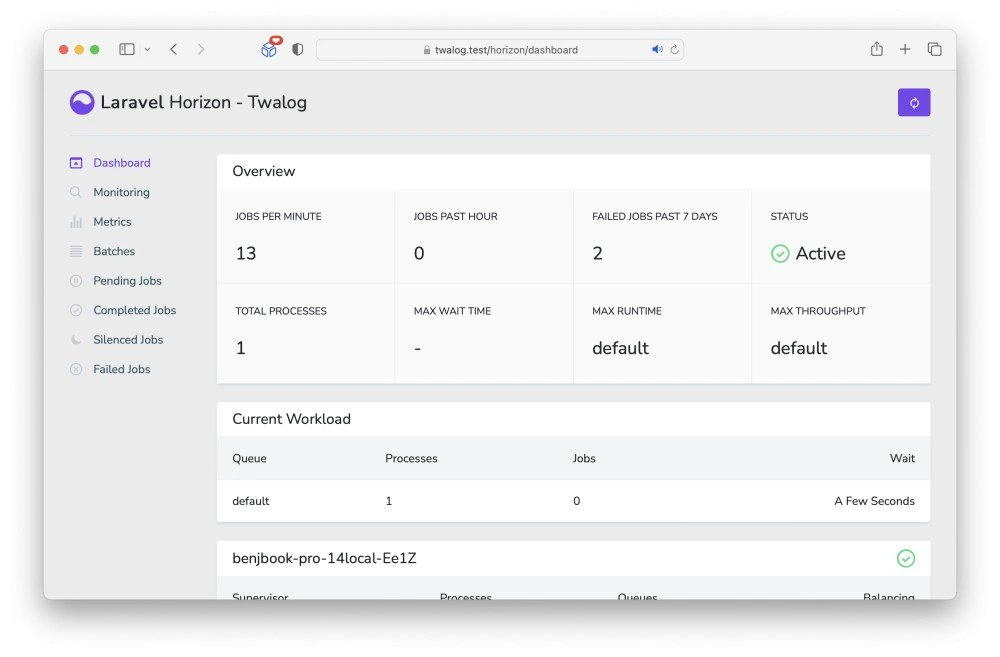 twalog.test/horizon/dashboard
Laravel Horizon - Twalog
Dashboard
Monitoring
Metrics
Batches
Pending Jobs
Completed Jobs
Silenced Jobs
Failed Jobs
Overview
JOBS PER MINUTE JOBS PAST HOUR FAILED JOBS PAST 7 DAYS STATUS
13 0 2 Active
TOTAL PROCESSES MAX WAIT TIME MAX RUNTIME MAX THROUGHPUT
1 - default default
Current Workload
Queue Processes Jobs Wait
default 1 0 A Few Seconds
benjbook-pro-14local-Ee1Z
Supervisor Processes Queues Balancing